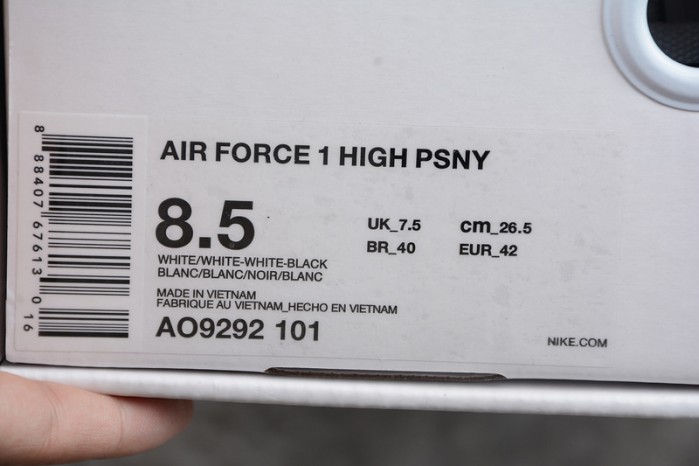 AIR FORCE 1 HIGH PSNY
8.5
UK_7.5 cm_26.5
BR_40 EUR_42
WHITE/WHITE-WHITE-BLACK
BLANC/BLANC/NOIR/BLANC
MADE IN VIETNAM
FABRIQUE AU VIETNAM_HECHO EN VIETNAM
AO9292 101
NIKE.COM
8 88407 67613 0 16